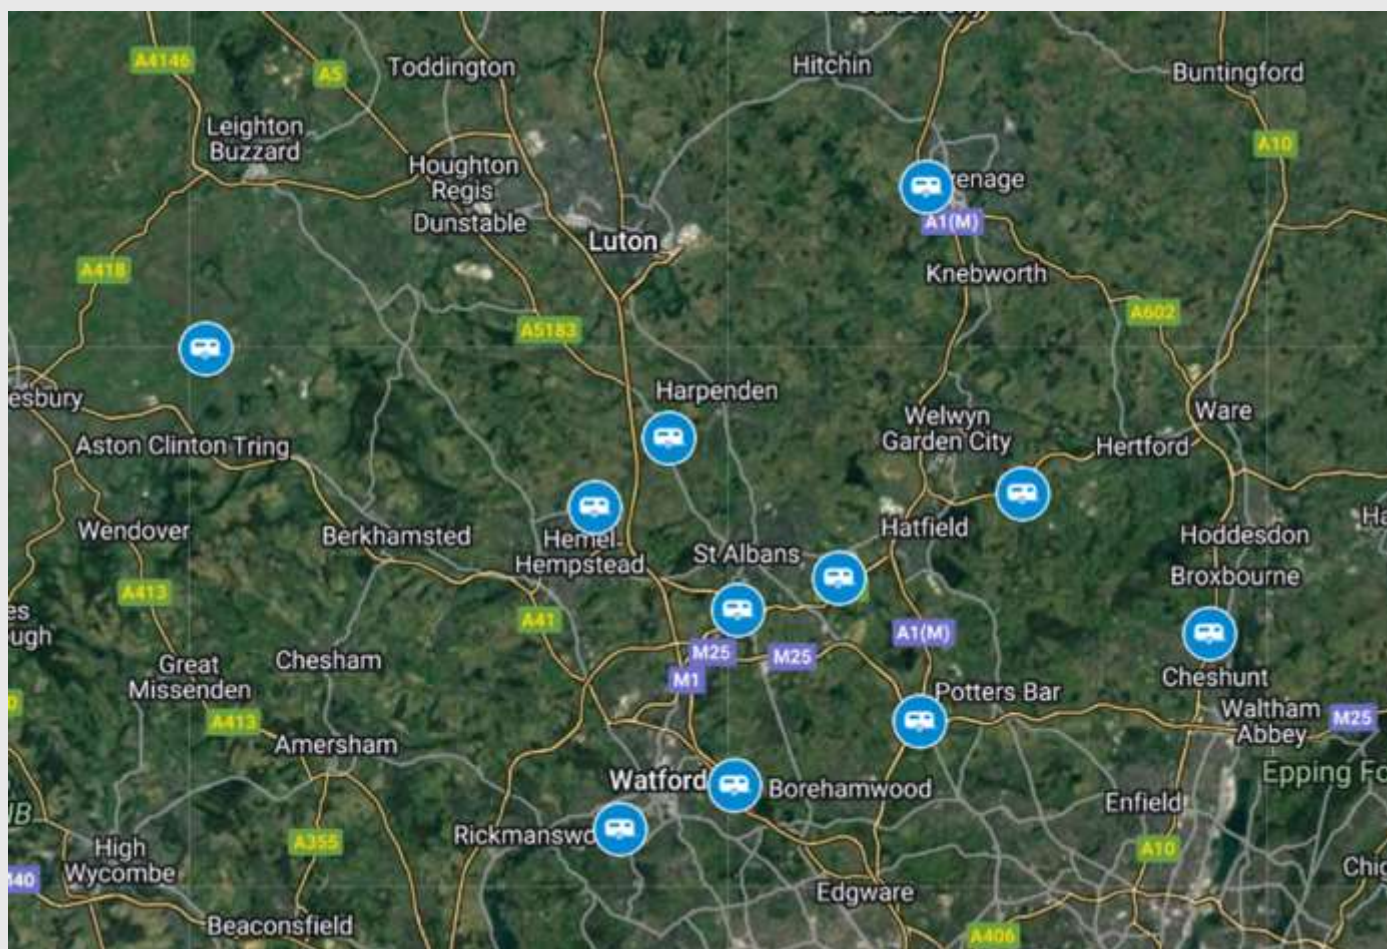 A4146
A5
Toddington
Hitchin
Buntingford
Leighton
Buzzard
A10
Houghton
Regis
Dunstable
venage
A1(M)
Luton
Knebworth
A418
A602
A5183
Harpenden
esbury
Ware
Welwyn
Garden City
Aston Clinton
Tring
Hertford
Wendover
Berkhamsted
Hemel
Hempstead
St Albans
Hatfield
Hoddesdon
Broxbourne
Ha
A413
es
ugh
A41
A1(M)
M25
M25
M1
Great
Missenden
Chesham
Cheshunt
Potters Bar
Waltham
Abbey
M25
0
A413
Amersham
Watford
Borehamwood
Epping Fo
Enfield
Rickmanswo
A355
A10
High
Wycombe
Chig
40
Edgware
Beaconsfield
A406